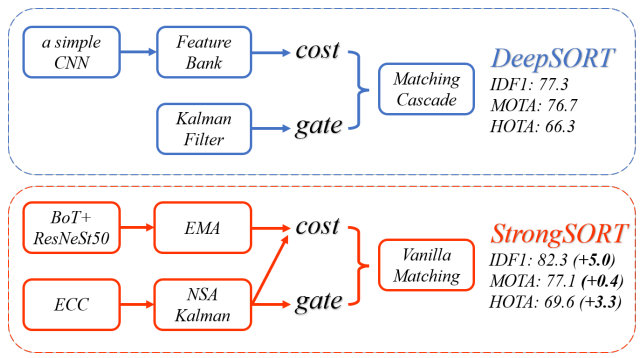 a simple
CNN
Feature
Bank
cost
Kalman
Filter
gate
Matching
Cascade
DeepSORT
IDF1: 77.3
MOTA: 76.7
HOTA: 66.3
BoT+
ResNeSt50
EMA
cost
ECC
NSA
Kalman
gate
Vanilla
Matching
StrongSORT
IDF1: 82.3 (+5.0)
MOTA: 77.1 (+0.4)
HOTA: 69.6 (+3.3)